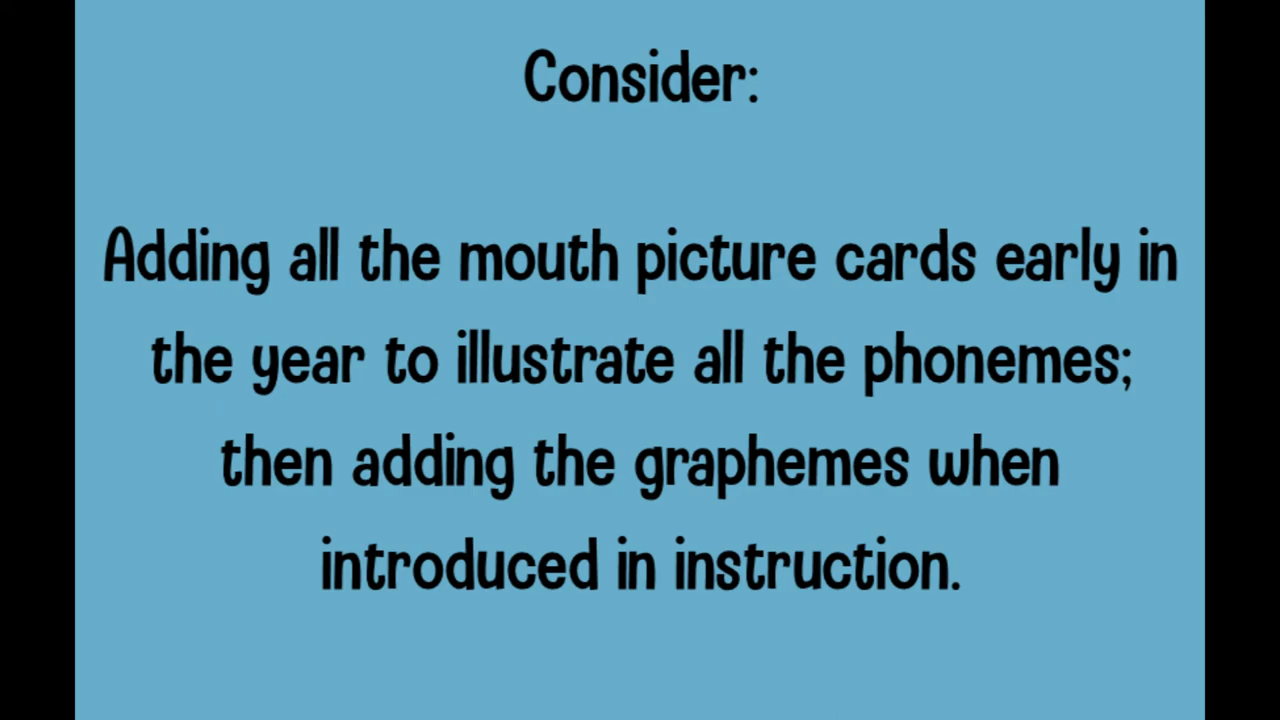 Consider:
Adding all the mouth picture cards early in
the year to illustrate all the phonemes;
then adding the graphemes when
introduced in instruction.